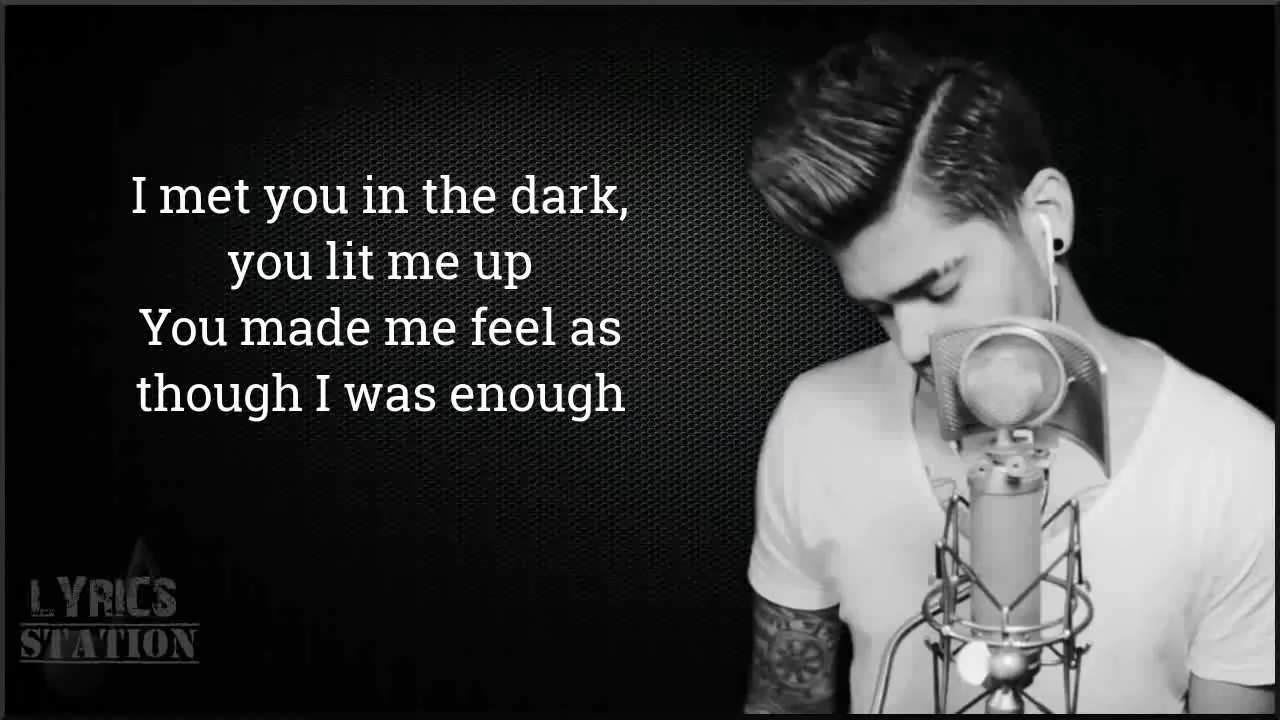 I met you in the dark,
you lit me up
You made me feel as
though I was enough
LYRICS
STATION